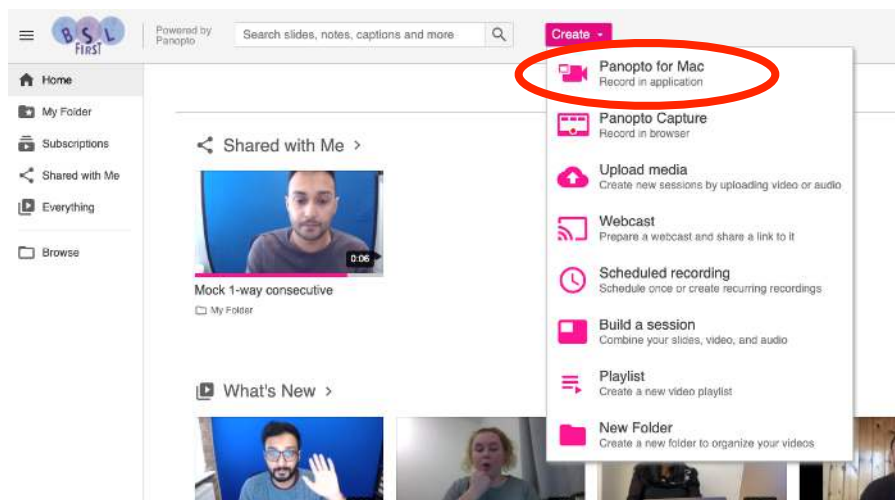 BSL
FIRST
Powered by
Panopto
Search slides, notes, captions and more
Create
Home
My Folder
Subscriptions
Shared with Me
Everything
Browse
Shared with Me >
0:06
Mock 1-way consecutive
My Folder
What's New >
Panopto for Mac
Record in application
Panopto Capture
Record in browser
Upload media
Create new sessions by uploading video or audio
Webcast
Prepare a webcast and share a link to it
Scheduled recording
Schedule once or create recurring recordings
Build a session
Combine your slides, video, and audio
Playlist
Create a new video playlist
New Folder
Create a new folder to organize your videos